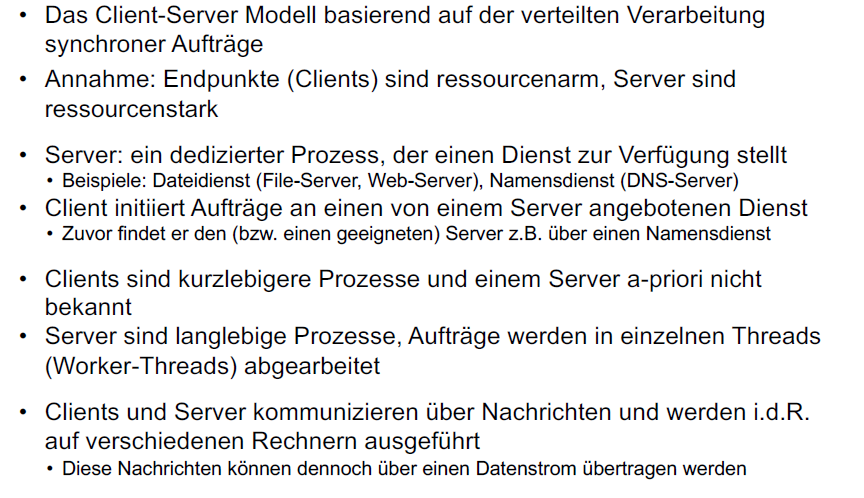 • Das Client-Server Modell basierend auf der verteilten Verarbeitung
synchroner Aufträge
• Annahme: Endpunkte (Clients) sind ressourcenarm, Server sind
ressourcenstark
• Server: ein dedizierter Prozess, der einen Dienst zur Verfügung stellt
• Beispiele: Dateidienst (File-Server, Web-Server), Namensdienst (DNS-Server)
• Client initiiert Aufträge an einen von einem Server angebotenen Dienst
• Zuvor findet er den (bzw. einen geeigneten) Server z.B. über einen Namensdienst
• Clients sind kurzlebigere Prozesse und einem Server a-priori nicht
bekannt
• Server sind langlebige Prozesse, Aufträge werden in einzelnen Threads
(Worker-Threads) abgearbeitet
• Clients und Server kommunizieren über Nachrichten und werden i.d.R.
auf verschiedenen Rechnern ausgeführt
• Diese Nachrichten können dennoch über einen Datenstrom übertragen werden